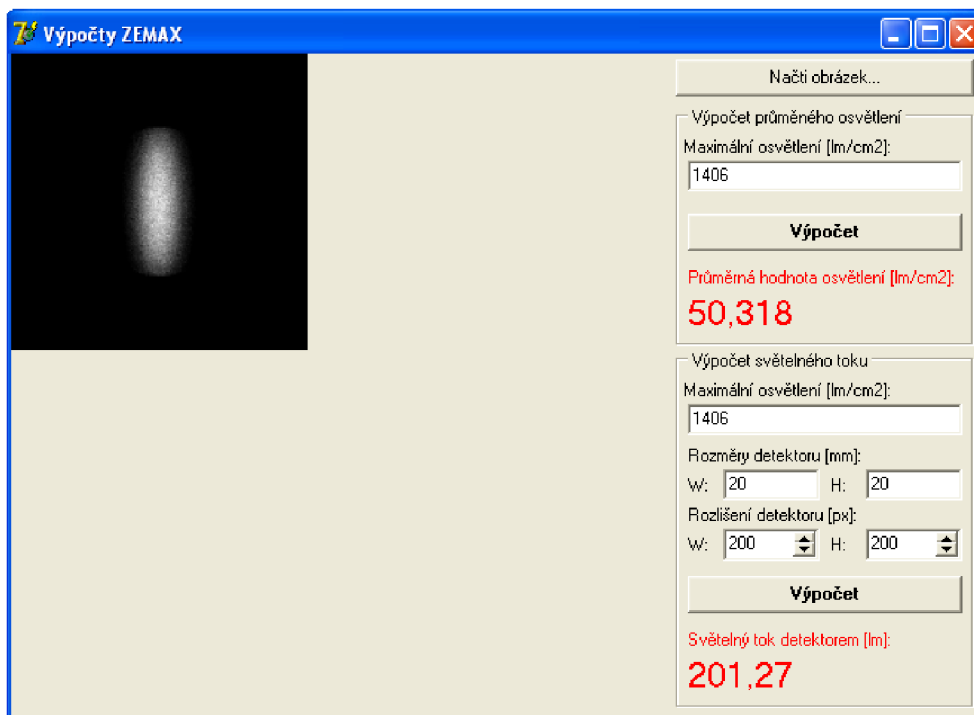 Výpočty ZEMAX
Načti obrázek...
Výpočet průměného osvětlení
Maximální osvětlení [lm/cm2]:
1406
Výpočet
Průměrná hodnota osvětlení [lm/cm2]:
50,318
Výpočet světelného toku
Maximální osvětlení [lm/cm2]:
1406
Rozměry detektoru [mm]:
W: 20 H: 20
Rozlišení detektoru [px]:
W: 200 H: 200
Výpočet
Světelný tok detektorem [lm]:
201,27